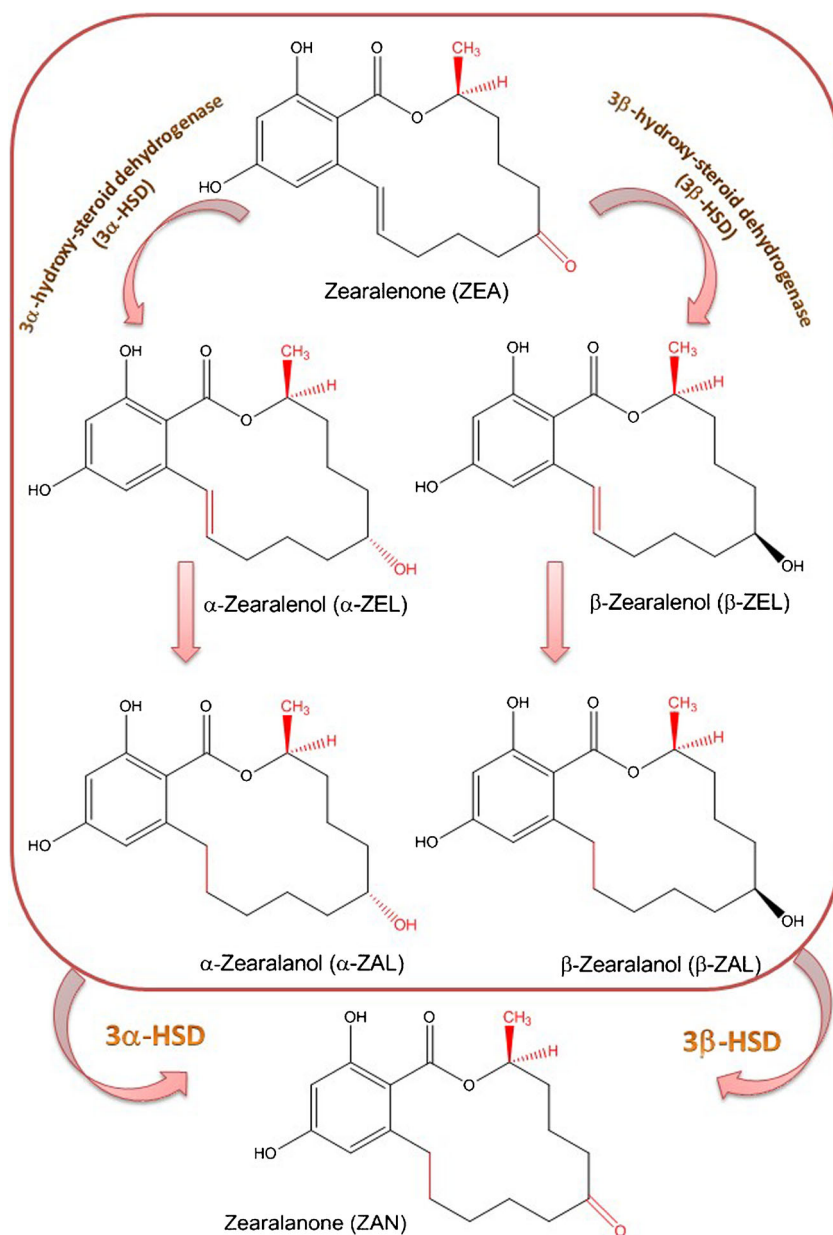 OH
O
CH3
H
O
HO
O
3α-hydroxy-steroid dehydrogenase
(3α-HSD)
3β-hydroxy-steroid dehydrogenase
(3β-HSD)
Zearalenone (ZEA)
OH
O
CH3
H
O
HO
OH
α-Zearalenol (α-ZEL)
OH
O
CH3
H
O
HO
OH
β-Zearalenol (β-ZEL)
OH
O
CH3
H
O
HO
OH
α-Zearalanol (α-ZAL)
OH
O
CH3
H
O
HO
OH
β-Zearalanol (β-ZAL)
3α-HSD
3β-HSD
OH
O
CH3
H
O
HO
O
Zearalanone (ZAN)